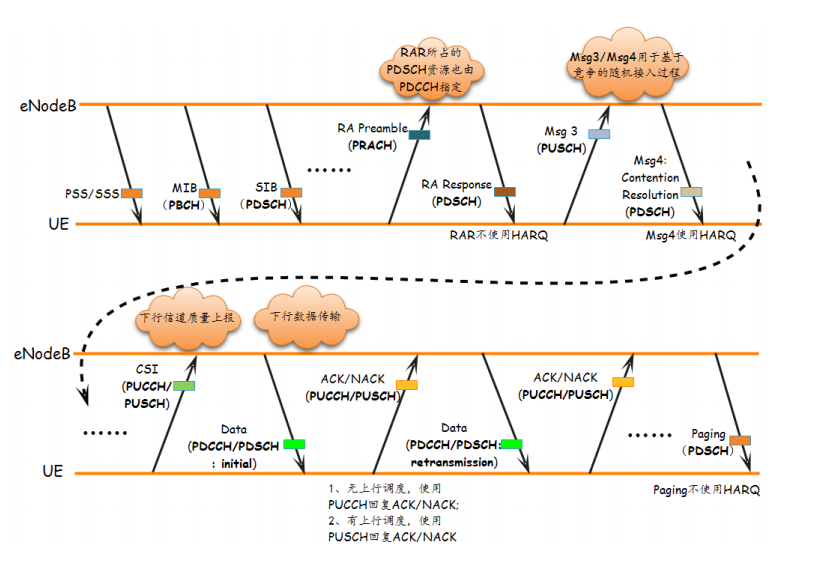 RAR所占的
PDSCH资源也由
PDCCH指定
Msg3/Msg4用于基于
竞争的随机接入过程
eNodeB
RA Preamble
(PRACH)
Msg 3
(PUSCH)
Msg4:
Contention
Resolution
(PDSCH)
......
PSS/SSS
MIB
(PBCH)
SIB
(PDSCH)
RA Response
(PDSCH)
UE
RAR不使用HARQ
Msg4使用HARQ
下行信道质量上报
下行数据传输
eNodeB
CSI
(PUCCH/
PUSCH)
ACK/NACK
(PUCCH/PUSCH)
ACK/NACK
(PUCCH/PUSCH)
......
Data
(PDCCH/PDSCH
: initial)
Data
(PDCCH/PDSCH:
retransmission)
......
Paging
(PDSCH)
UE
Paging不使用HARQ
1、无上行调度，使用
PUCCH回复ACK/NACK;
2、有上行调度，使用
PUSCH回复ACK/NACK